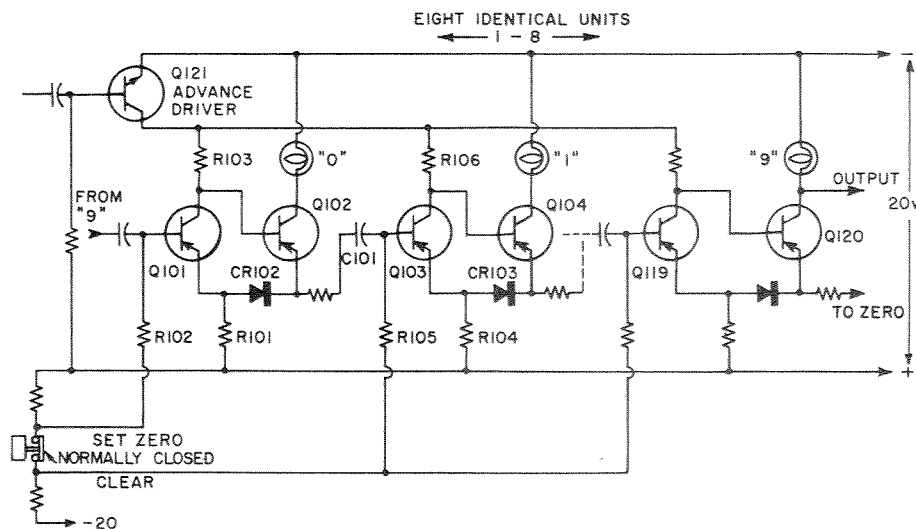 EIGHT IDENTICAL UNITS
1 - 8
Q121
ADVANCE
DRIVER
−
R103
"0"
R106
"1"
"9"
FROM
"9"
OUTPUT
20v
Q102
Q104
Q120
Q101
CR102
C101
Q103
CR103
Q119
TO ZERO
R102
R101
R105
R104
+
SET ZERO
NORMALLY CLOSED
CLEAR
-20